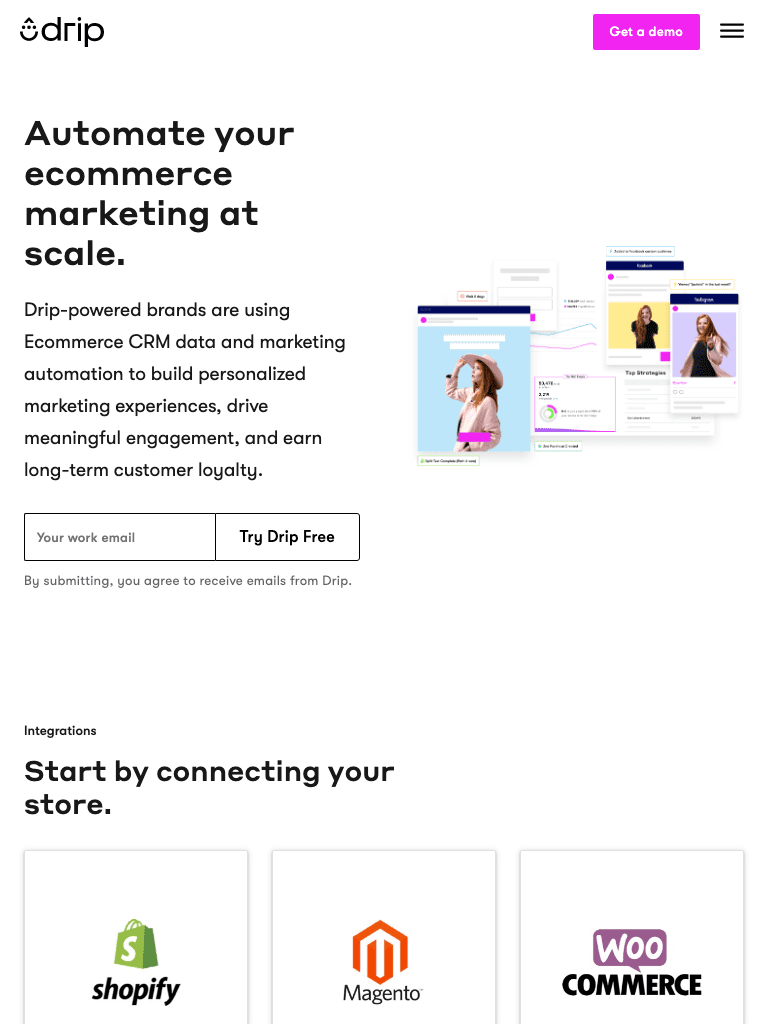 drip
Get a demo
Automate your
ecommerce
marketing at
scale.
Drip-powered brands are using
Ecommerce CRM data and marketing
automation to build personalized
marketing experiences, drive
meaningful engagement, and earn
long-term customer loyalty.
Your work email
Try Drip Free
By submitting, you agree to receive emails from Drip.
Top Strategies
Integrations
Start by connecting your
store.
shopify
Magento
WOO
COMMERCE